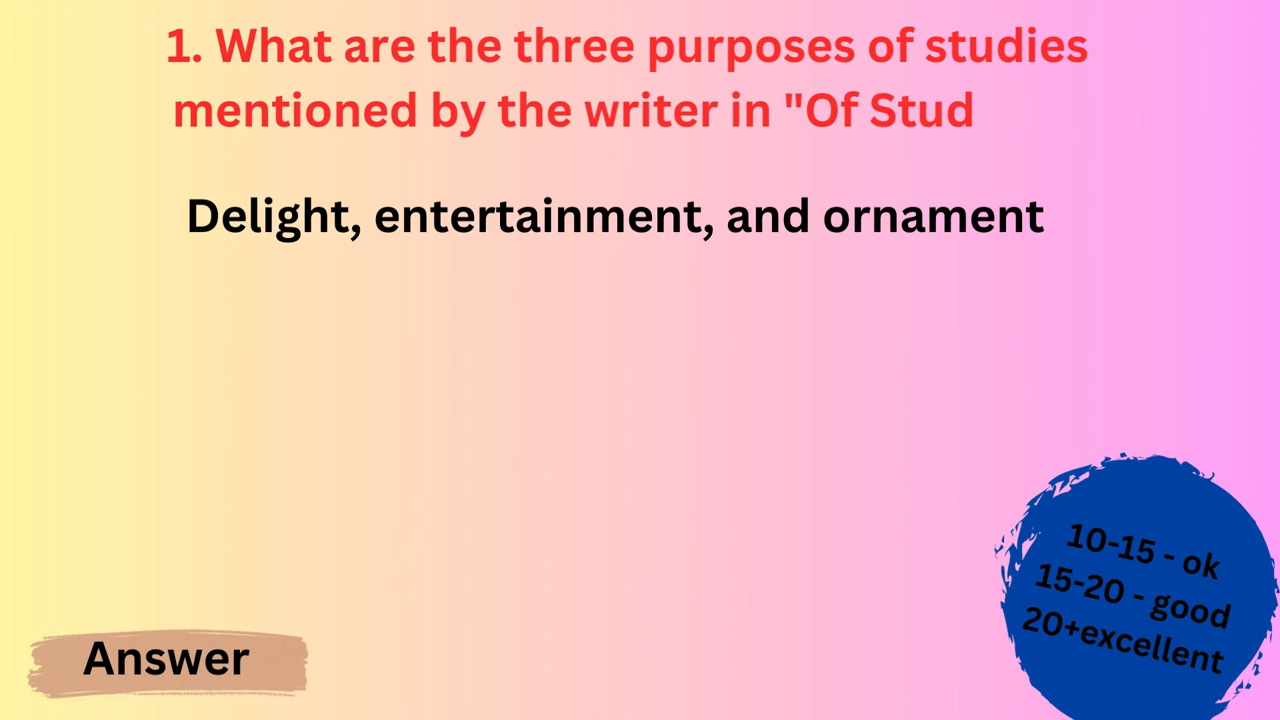 1. What are the three purposes of studies
mentioned by the writer in "Of Stud
Delight, entertainment, and ornament
10-15 - ok
15-20 - good
20+excellent
Answer